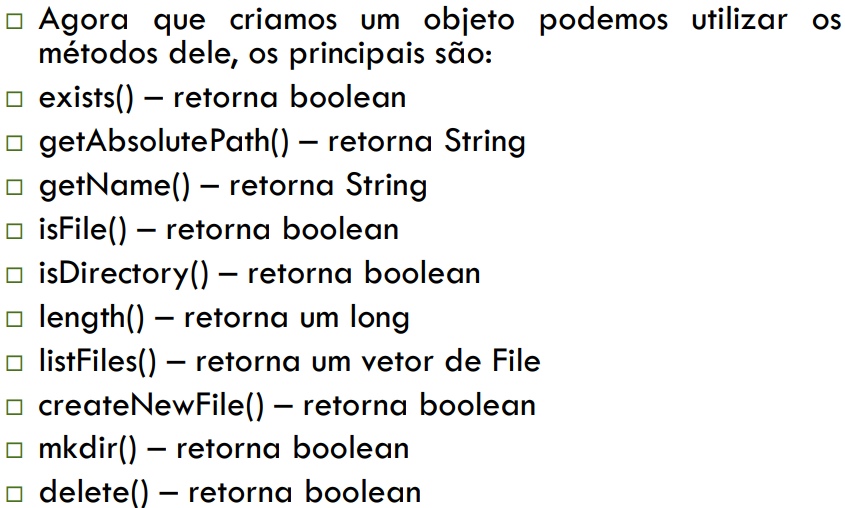 Agora que criamos um objeto podemos utilizar os
métodos dele, os principais são:
exists() – retorna boolean
getAbsolutePath() – retorna String
getName() – retorna String
isFile() – retorna boolean
isDirectory() – retorna boolean
length() – retorna um long
listFiles() – retorna um vetor de File
createNewFile() – retorna boolean
mkdir() – retorna boolean
delete() – retorna boolean